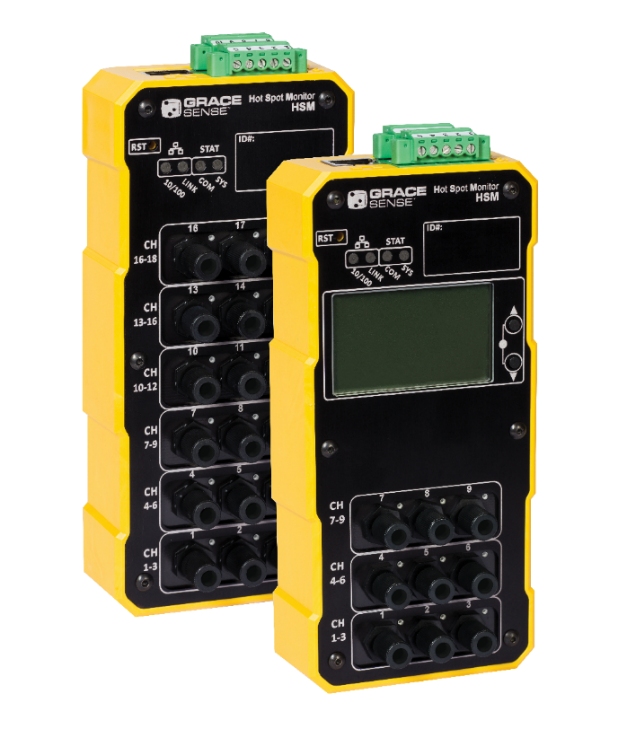 GRACE
SENSE
Hot Spot Monitor
HSM
RST
STAT
ID#:
10/100
LINK
COM
SYS
16
17
CH
16-18
13
14
CH
13-16
10
11
CH
10-12
7
8
CH
7-9
4
5
CH
4-6
1
2
CH
1-3
GRACE
SENSE
Hot Spot Monitor
HSM
RST
STAT
ID#:
10/100
LINK
COM
SYS
7
8
9
CH
7-9
4
5
6
CH
4-6
1
2
3
CH
1-3